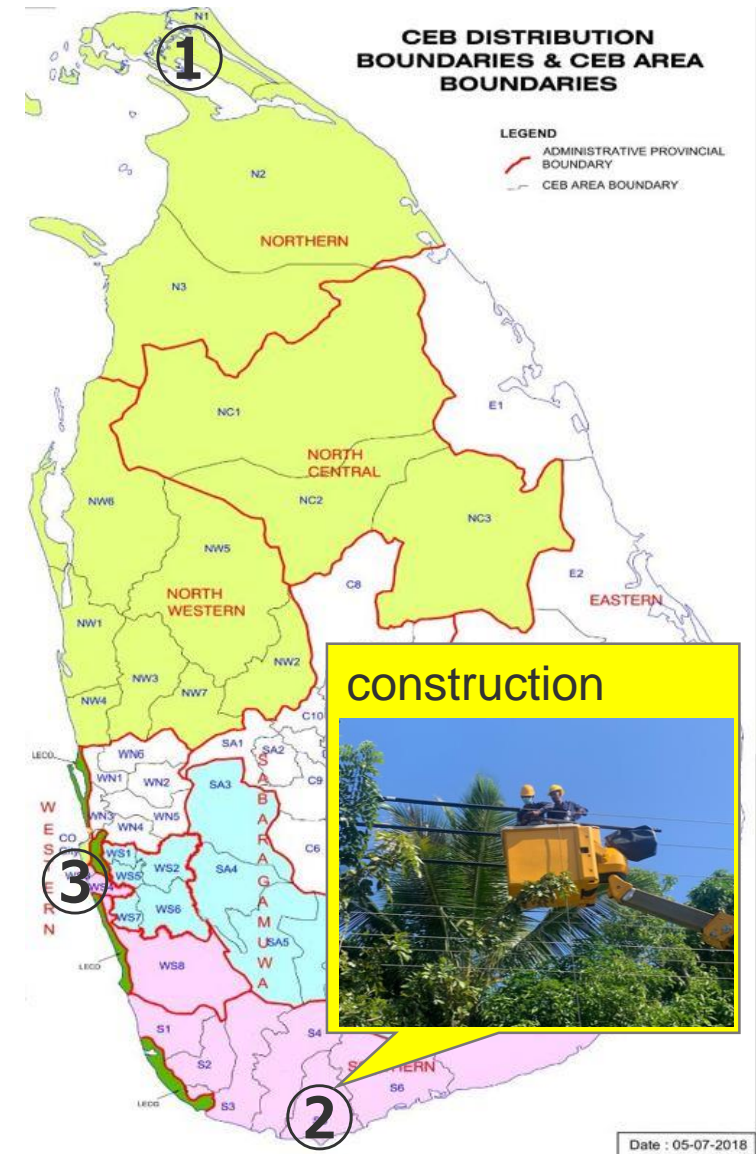 CEB DISTRIBUTION
BOUNDARIES & CEB AREA
BOUNDARIES
LEGEND
ADMINISTRATIVE PROVINCIAL
BOUNDARY
CEB AREA BOUNDARY
N1
①
N2
NORTHERN
N3
E1
NC1
NORTH
CENTRAL
NC2
NC3
NW6
NW5
C8
E2
EASTERN
NORTH
WESTERN
NW1
NW2
NW3
NW7
NW4
construction
C10
SA1
SA2
LECO
WN6
WN1
WN2
C9
SA3
WN3
WN5
WN4
SABARAGAMUWA
WESTERN
CO
WS1
WS2
C6
SA4
WS5
③
WS4
WS6
WS7
SA5
WS8
LECO
S1
S4
S2
SOUTHERN
S6
S3
LECO
②
Date : 05-07-2018